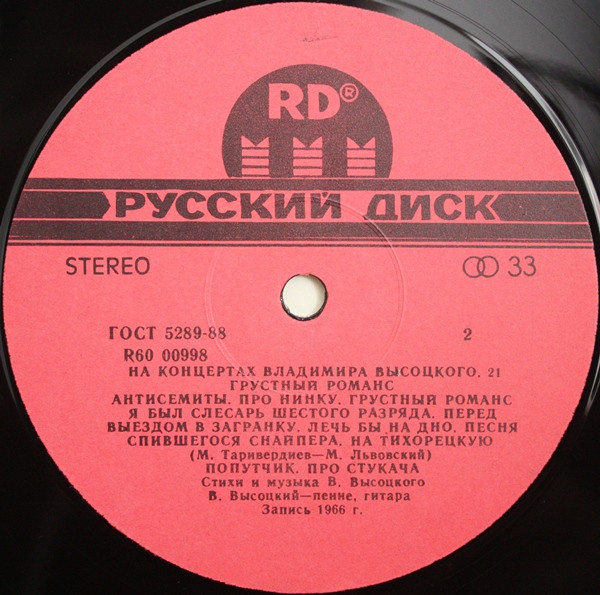 RD®
РУССКИЙ ДИСК
STEREO
33
ГОСТ 5289-88 2
R60 00998
НА КОНЦЕРТАХ ВЛАДИМИРА ВЫСОЦКОГО. 21
ГРУСТНЫЙ РОМАНС
АНТИСЕМИТЫ. ПРО НИНКУ. ГРУСТНЫЙ РОМАНС
Я БЫЛ СЛЕСАРЬ ШЕСТОГО РАЗРЯДА. ПЕРЕД
ВЫЕЗДОМ В ЗАГРАНКУ. ЛЕЧЬ БЫ НА ДНО. ПЕСНЯ
СПИВШЕГОСЯ СНАЙПЕРА. НА ТИХОРЕЦКУЮ
(М. Таривердиев—М. Львовский)
ПОПУТЧИК. ПРО СТУКАЧА
Стихи и музыка В. Высоцкого
В. Высоцкий—пение, гитара
Запись 1966 г.